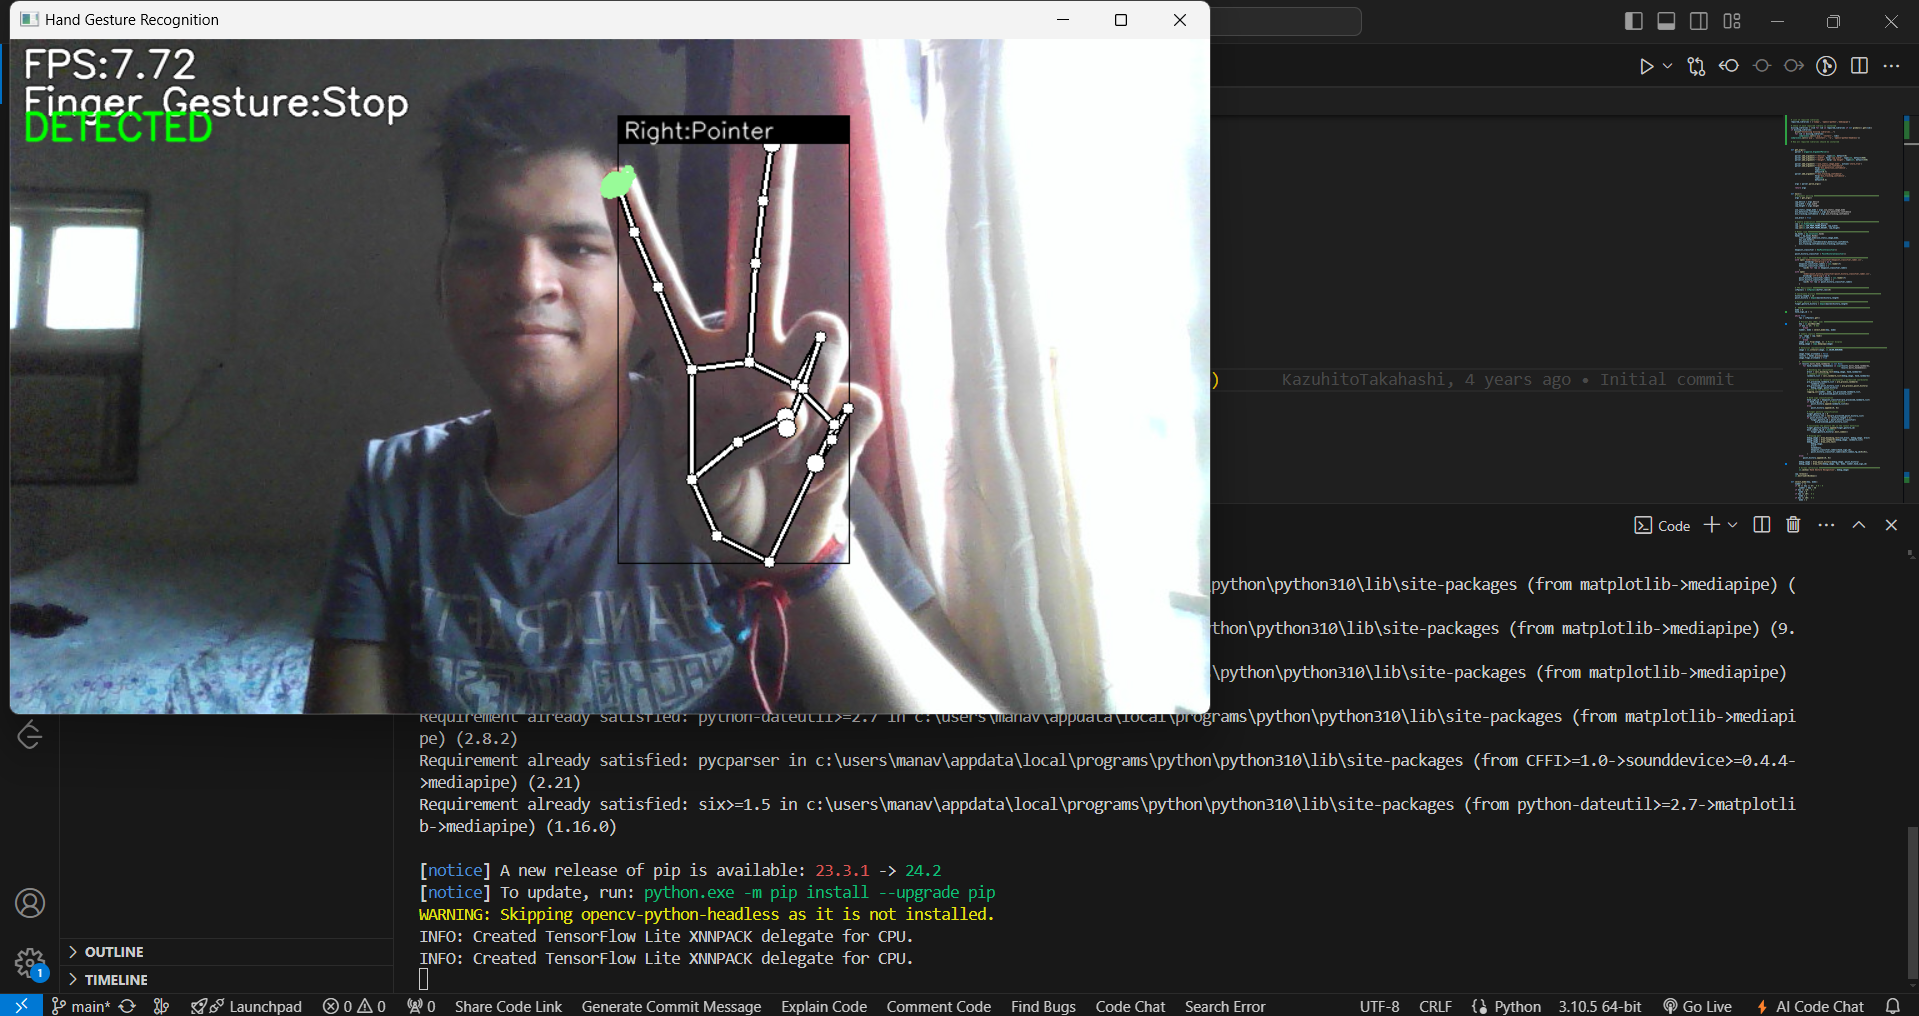 Hand Gesture Recognition
FPS:7.72
Finger Gesture:Stop
DETECTED
Right:Pointer
)
KazuhitoTakahashi, 4 years ago • Initial commit
Code
python\python310\lib\site-packages (from matplotlib->mediapipe) (
thon\python310\lib\site-packages (from matplotlib->mediapipe) (9.
\python\python310\lib\site-packages (from matplotlib->mediapipe)
Requirement already satisfied: python-dateutil>=2.7 in c:\users\manav\appdata\local\programs\python\python310\lib\site-packages (from matplotlib->mediapi
pe) (2.8.2)
Requirement already satisfied: pycparser in c:\users\manav\appdata\local\programs\python\python310\lib\site-packages (from CFFI>=1.0->sounddevice>=0.4.4-
>mediapipe) (2.21)
Requirement already satisfied: six>=1.5 in c:\users\manav\appdata\local\programs\python\python310\lib\site-packages (from python-dateutil>=2.7->matplotli
b->mediapipe) (1.16.0)
[notice] A new release of pip is available: 23.3.1 -> 24.2
[notice] To update, run: python.exe -m pip install --upgrade pip
WARNING: Skipping opencv-python-headless as it is not installed.
INFO: Created TensorFlow Lite XNNPACK delegate for CPU.
INFO: Created TensorFlow Lite XNNPACK delegate for CPU.
1
OUTLINE
TIMELINE
main* Launchpad 0 0 0 Share Code Link Generate Commit Message Explain Code Comment Code Find Bugs Code Chat Search Error UTF-8 CRLF Python 3.10.5 64-bit Go Live AI Code Chat